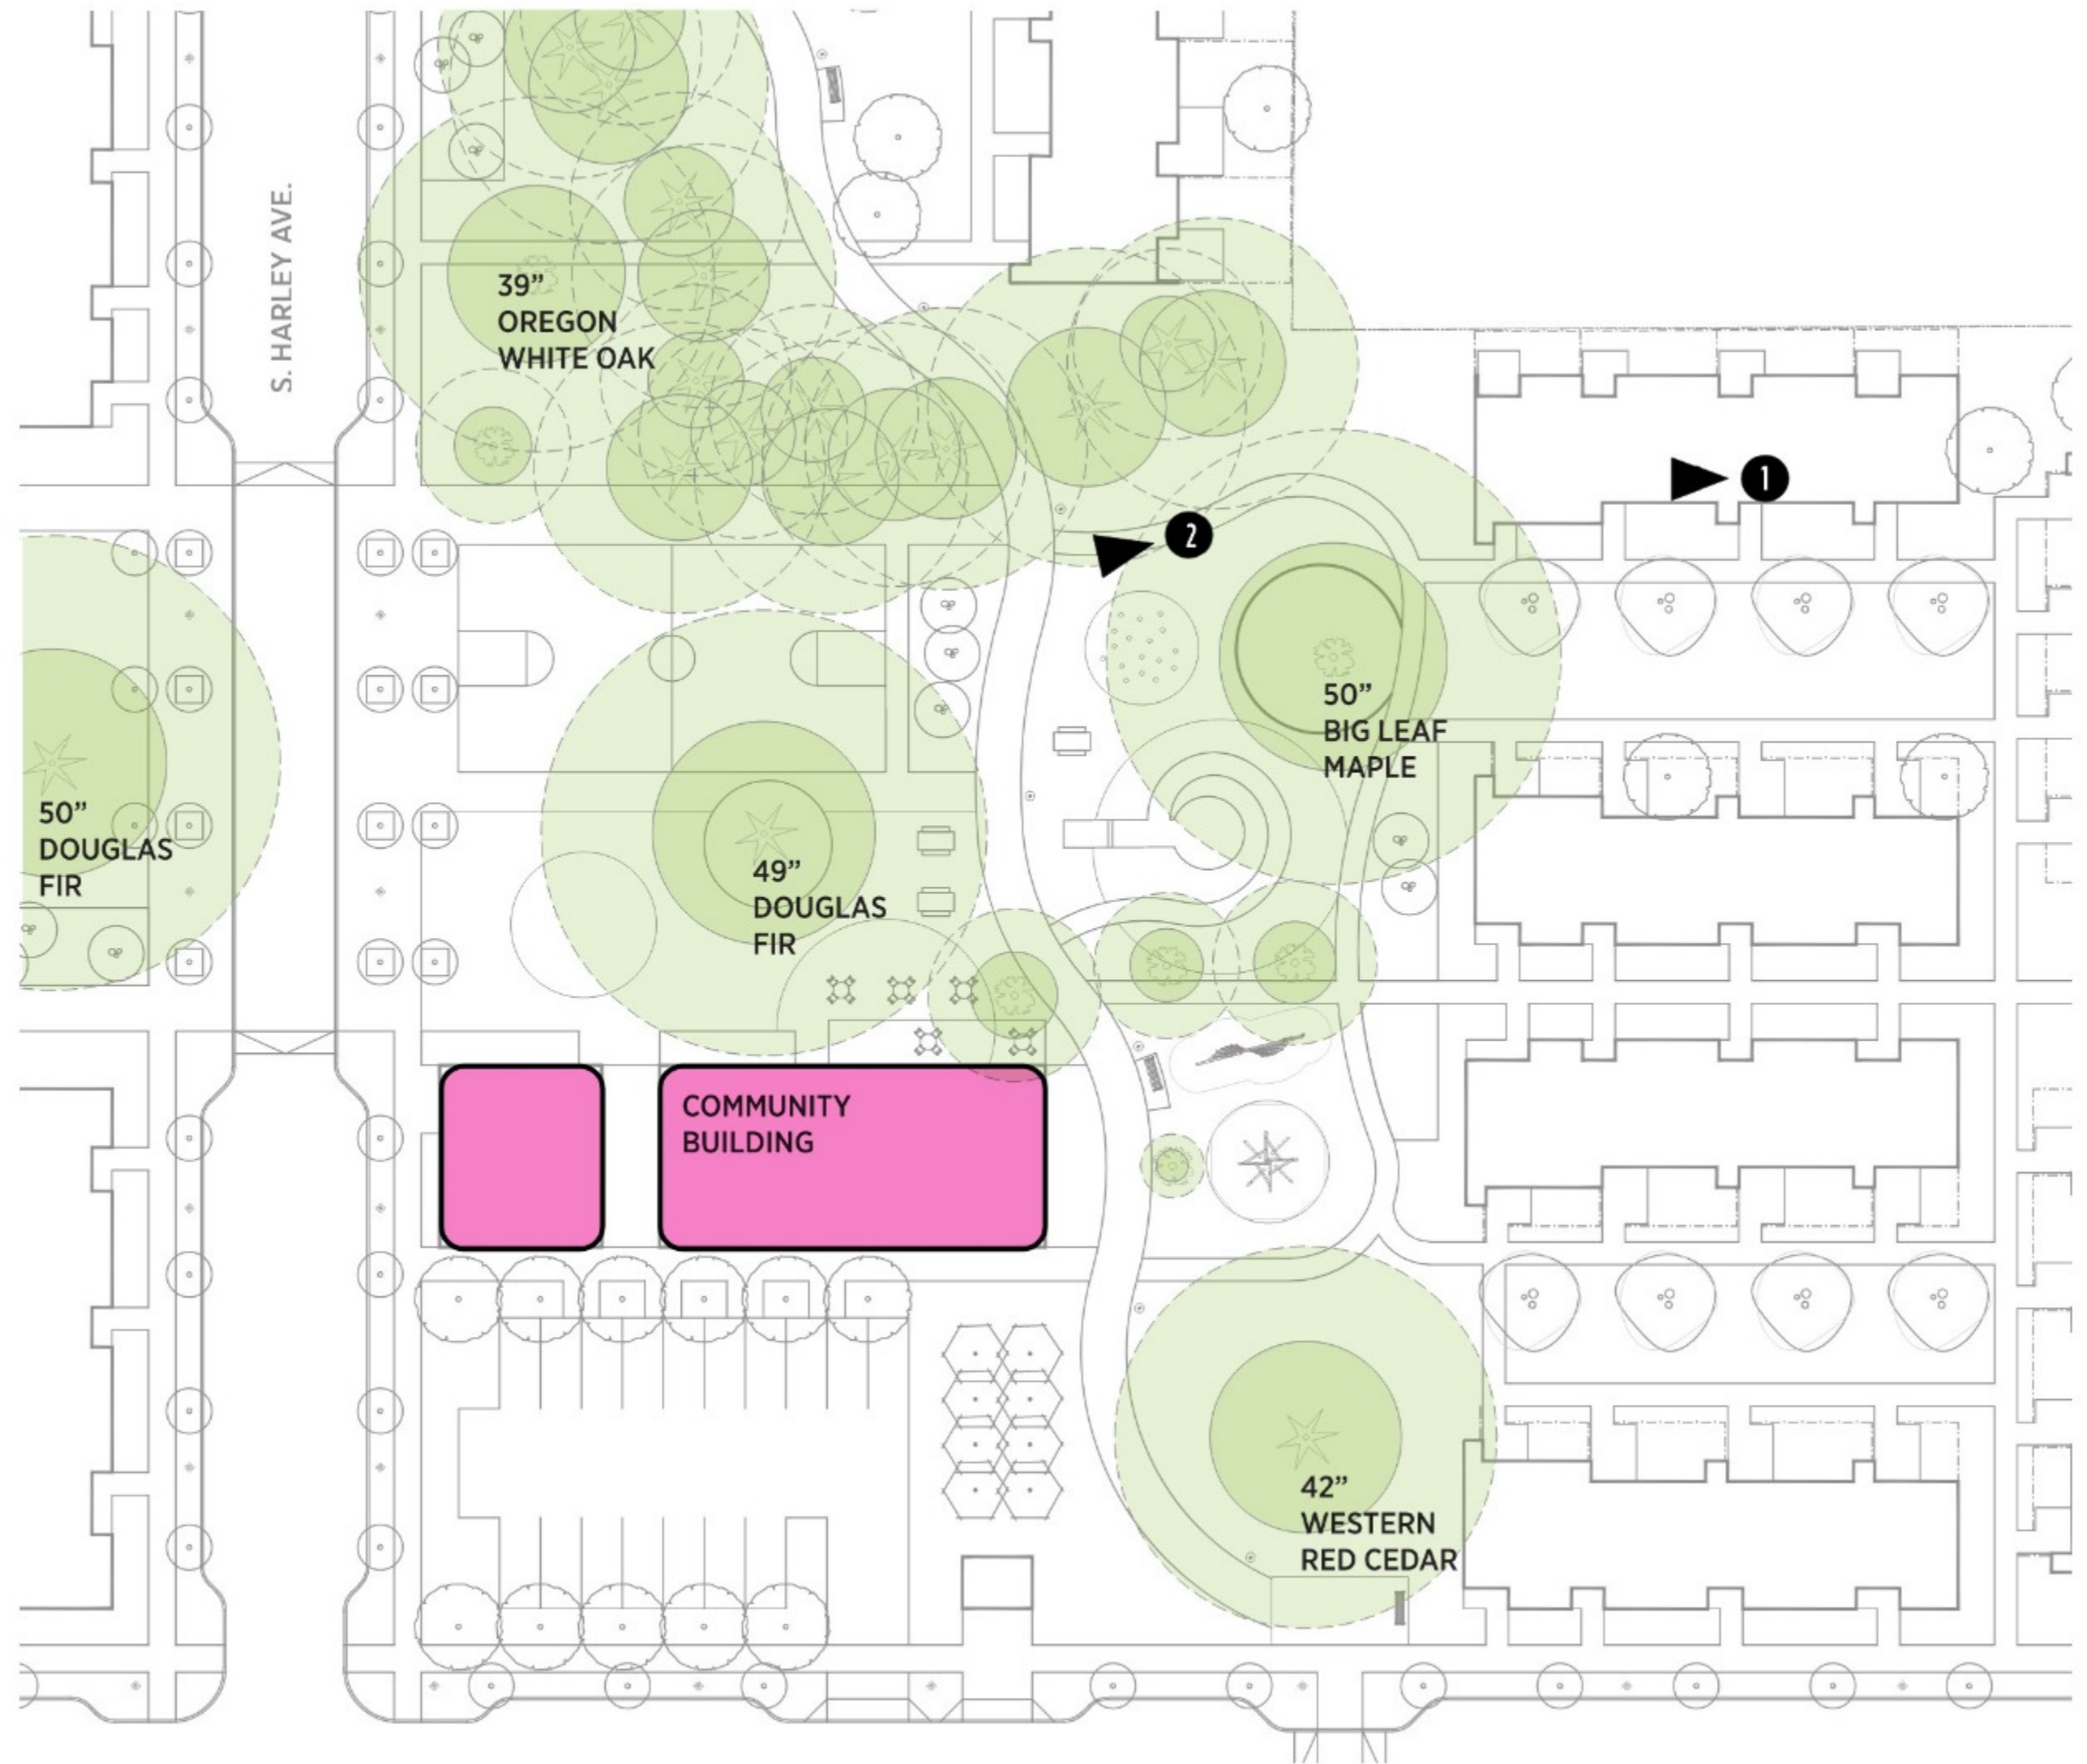 S. HARLEY AVE.
39”
OREGON
WHITE OAK
1
2
50”
BIG LEAF
MAPLE
50”
DOUGLAS
FIR
49”
DOUGLAS
FIR
COMMUNITY
BUILDING
42”
WESTERN
RED CEDAR